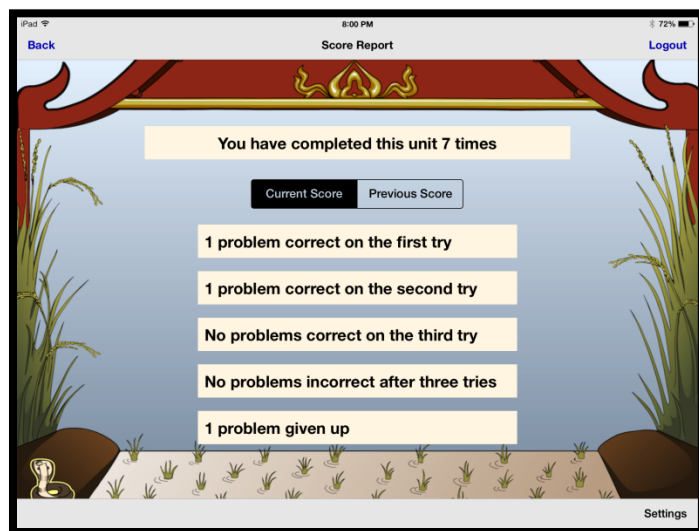 iPad 8:00 PM 72%
Back Score Report Logout
You have completed this unit 7 times
Current Score Previous Score
1 problem correct on the first try
1 problem correct on the second try
No problems correct on the third try
No problems incorrect after three tries
1 problem given up
Settings